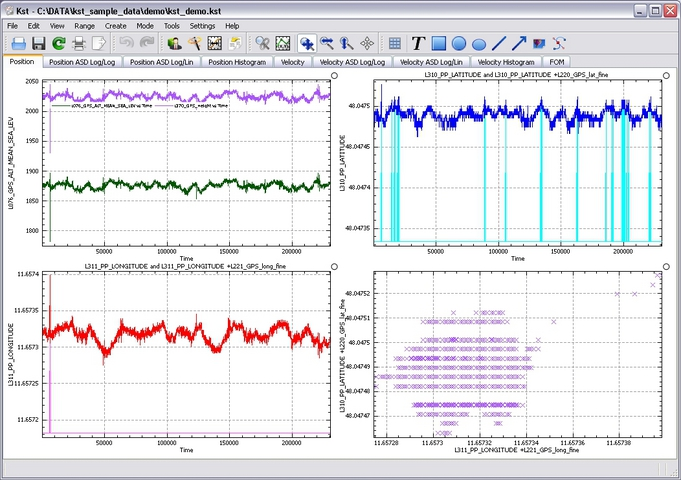 Kst - C:\DATA\kst_sample_data\demo\kst_demo.kst
File Edit View Range Create Mode Tools Settings Help
T
Position Position ASD Log/Log Position ASD Log/Lin Position Histogram Velocity Velocity ASD Log/Log Velocity ASD Log/Lin Velocity Histogram FOM
2050
2000
1950
1900
1850
1800
L076_GPS_ALT_MEAN_SEA_LEV
L076_GPS_ALT_MEAN_SEA_LEV vs Time
vs Time
0 50000 100000 150000 200000
Time
L310_PP_LATITUDE and L310_PP_LATITUDE +L220_GPS_lat_fine
48.0475
48.04745
48.0474
48.04735
L310_PP_LATITUDE
50000 100000 150000 200000
Time
L311_PP_LONGITUDE and L311_PP_LONGITUDE +L221_GPS_long_fine
11.6574
11.65735
11.6573
11.65725
11.6572
L311_PP_LONGITUDE
50000 100000 150000 200000
Time
48.04752
48.04751
48.0475
48.04749
48.04748
48.04747
L310_PP_LATITUDE +L220_GPS_lat_fine
11.65728 11.6573 11.65732 11.65734 11.65736 11.65738
L311_PP_LONGITUDE +L221_GPS_long_fine